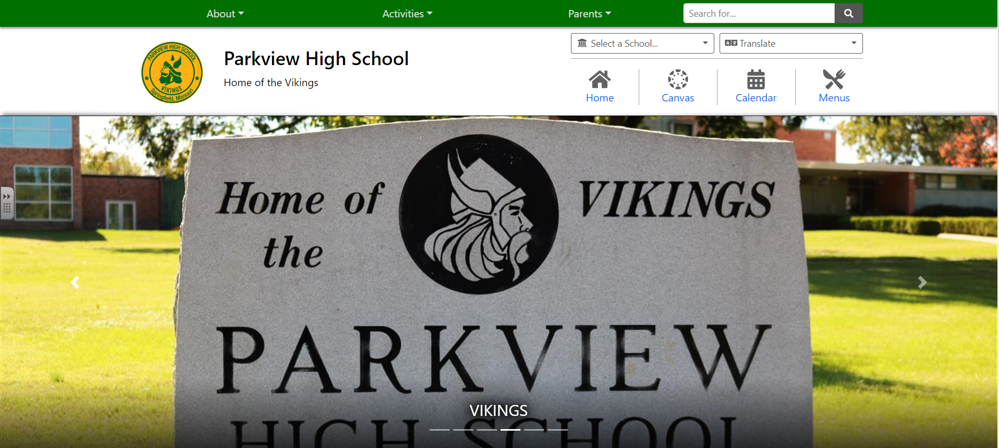 About
Activities
Parents
Search for...
Select a School...
Translate
PARKVIEW HIGH SCHOOL
VIKINGS
Springfield, Missouri
Parkview High School
Home of the Vikings
Home
Canvas
Calendar
Menus
Home of VIKINGS
the
PARKVIEW
HIGH SCHOOL
VIKINGS